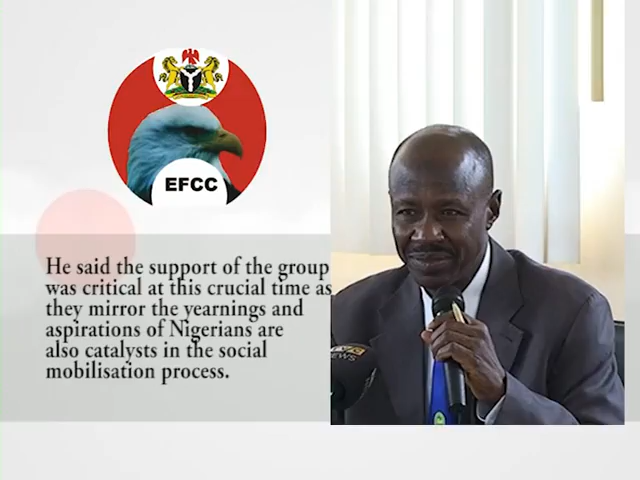 EFCC
He said the support of the group
was critical at this crucial time as
they mirror the yearnings and
aspirations of Nigerians are
also catalysts in the social
mobilisation process.
NEWS